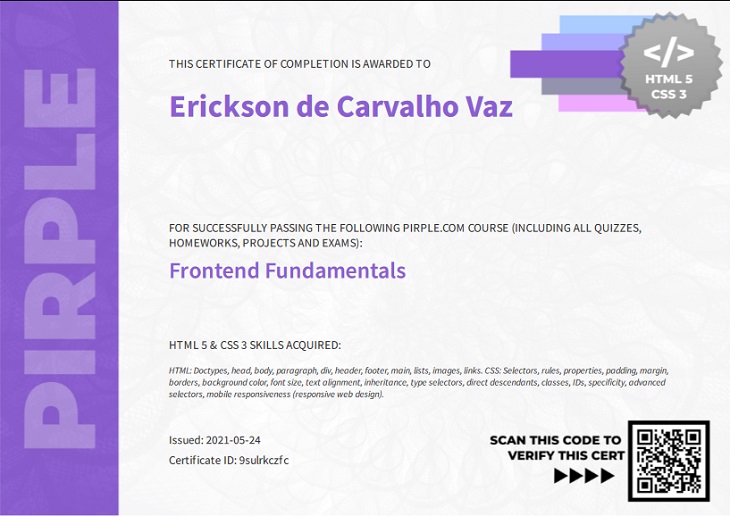 PIRPLE
</>
HTML 5
CSS 3
THIS CERTIFICATE OF COMPLETION IS AWARDED TO
Erickson de Carvalho Vaz
FOR SUCCESSFULLY PASSING THE FOLLOWING PIRPLE.COM COURSE (INCLUDING ALL QUIZZES,
HOMEWORKS, PROJECTS AND EXAMS):
Frontend Fundamentals
HTML 5 & CSS 3 SKILLS ACQUIRED:
HTML: Doctypes, head, body, paragraph, div, header, footer, main, lists, images, links. CSS: Selectors, rules, properties, padding, margin,
borders, background color, font size, text alignment, inheritance, type selectors, direct descendants, classes, IDs, specificity, advanced
selectors, mobile responsiveness (responsive web design).
Issued: 2021-05-24
Certificate ID: 9sulrkczfc
SCAN THIS CODE TO
VERIFY THIS CERT